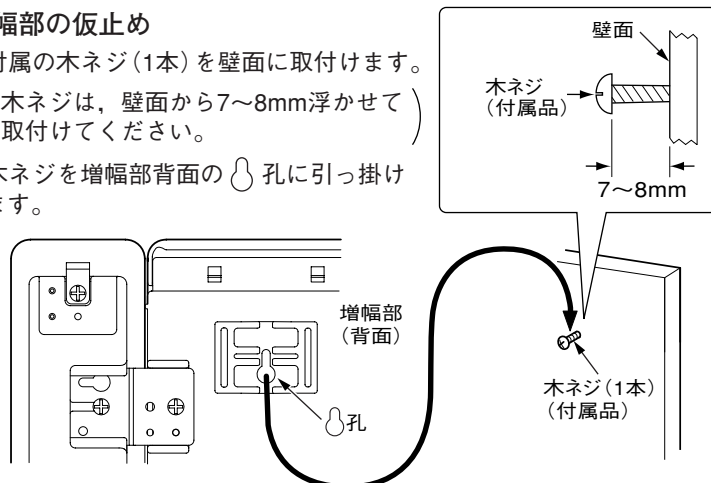 幅部の仮止め
付属の木ネジ（1本）を壁面に取付けます。
木ネジは，壁面から7～8mm浮かせて
取付けてください。
木ネジを増幅部背面の 孔に引っ掛け
ます。
壁面
木ネジ
（付属品）
7～8mm
増幅部
（背面）
孔
木ネジ（1本）
（付属品）